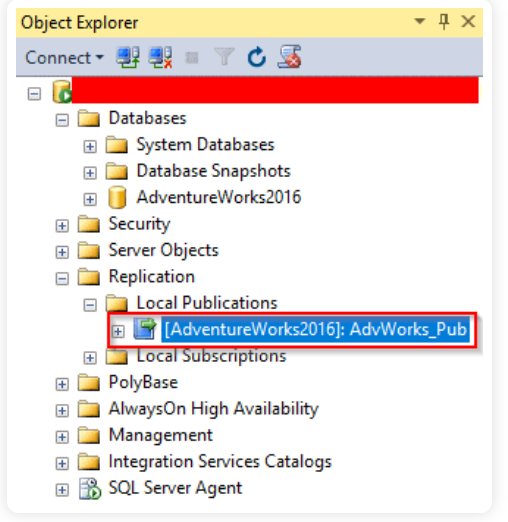 Object Explorer
Connect
Databases
System Databases
Database Snapshots
AdventureWorks2016
Security
Server Objects
Replication
Local Publications
[AdventureWorks2016]: AdvWorks_Pub
Local Subscriptions
PolyBase
AlwaysOn High Availability
Management
Integration Services Catalogs
SQL Server Agent